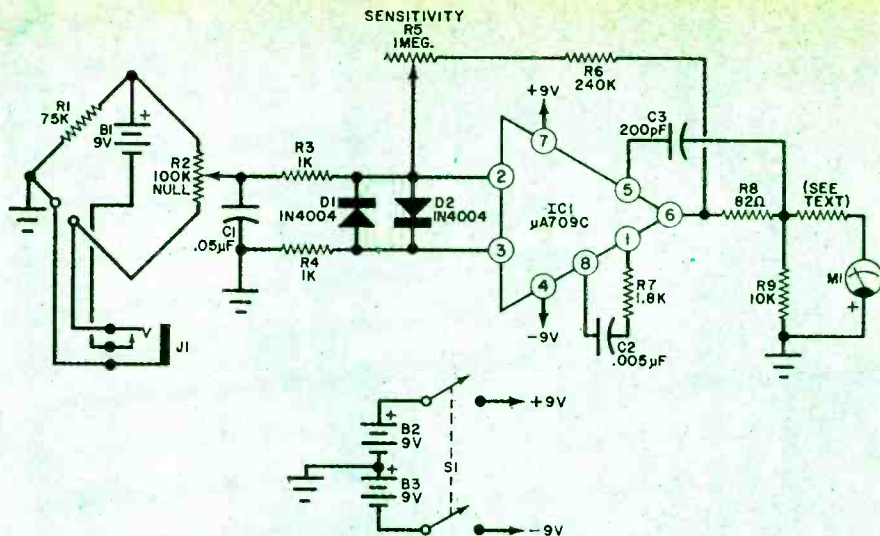 SENSITIVITY
R5
1MEG.
R6
240K
R1
75K
B1
9V
+
R2
100K
NULL
R3
1K
D1
1N4004
D2
1N4004
C1
.05µF
R4
1K
+9V
7
2
3
IC1
µA709C
5
6
1
8
4
-9V
C3
200pF
R8
82Ω
(SEE
TEXT)
R7
1.8K
C2
.005µF
R9
10K
M1
+
J1
+
B2
9V
+
B3
9V
S1
+9V
-9V